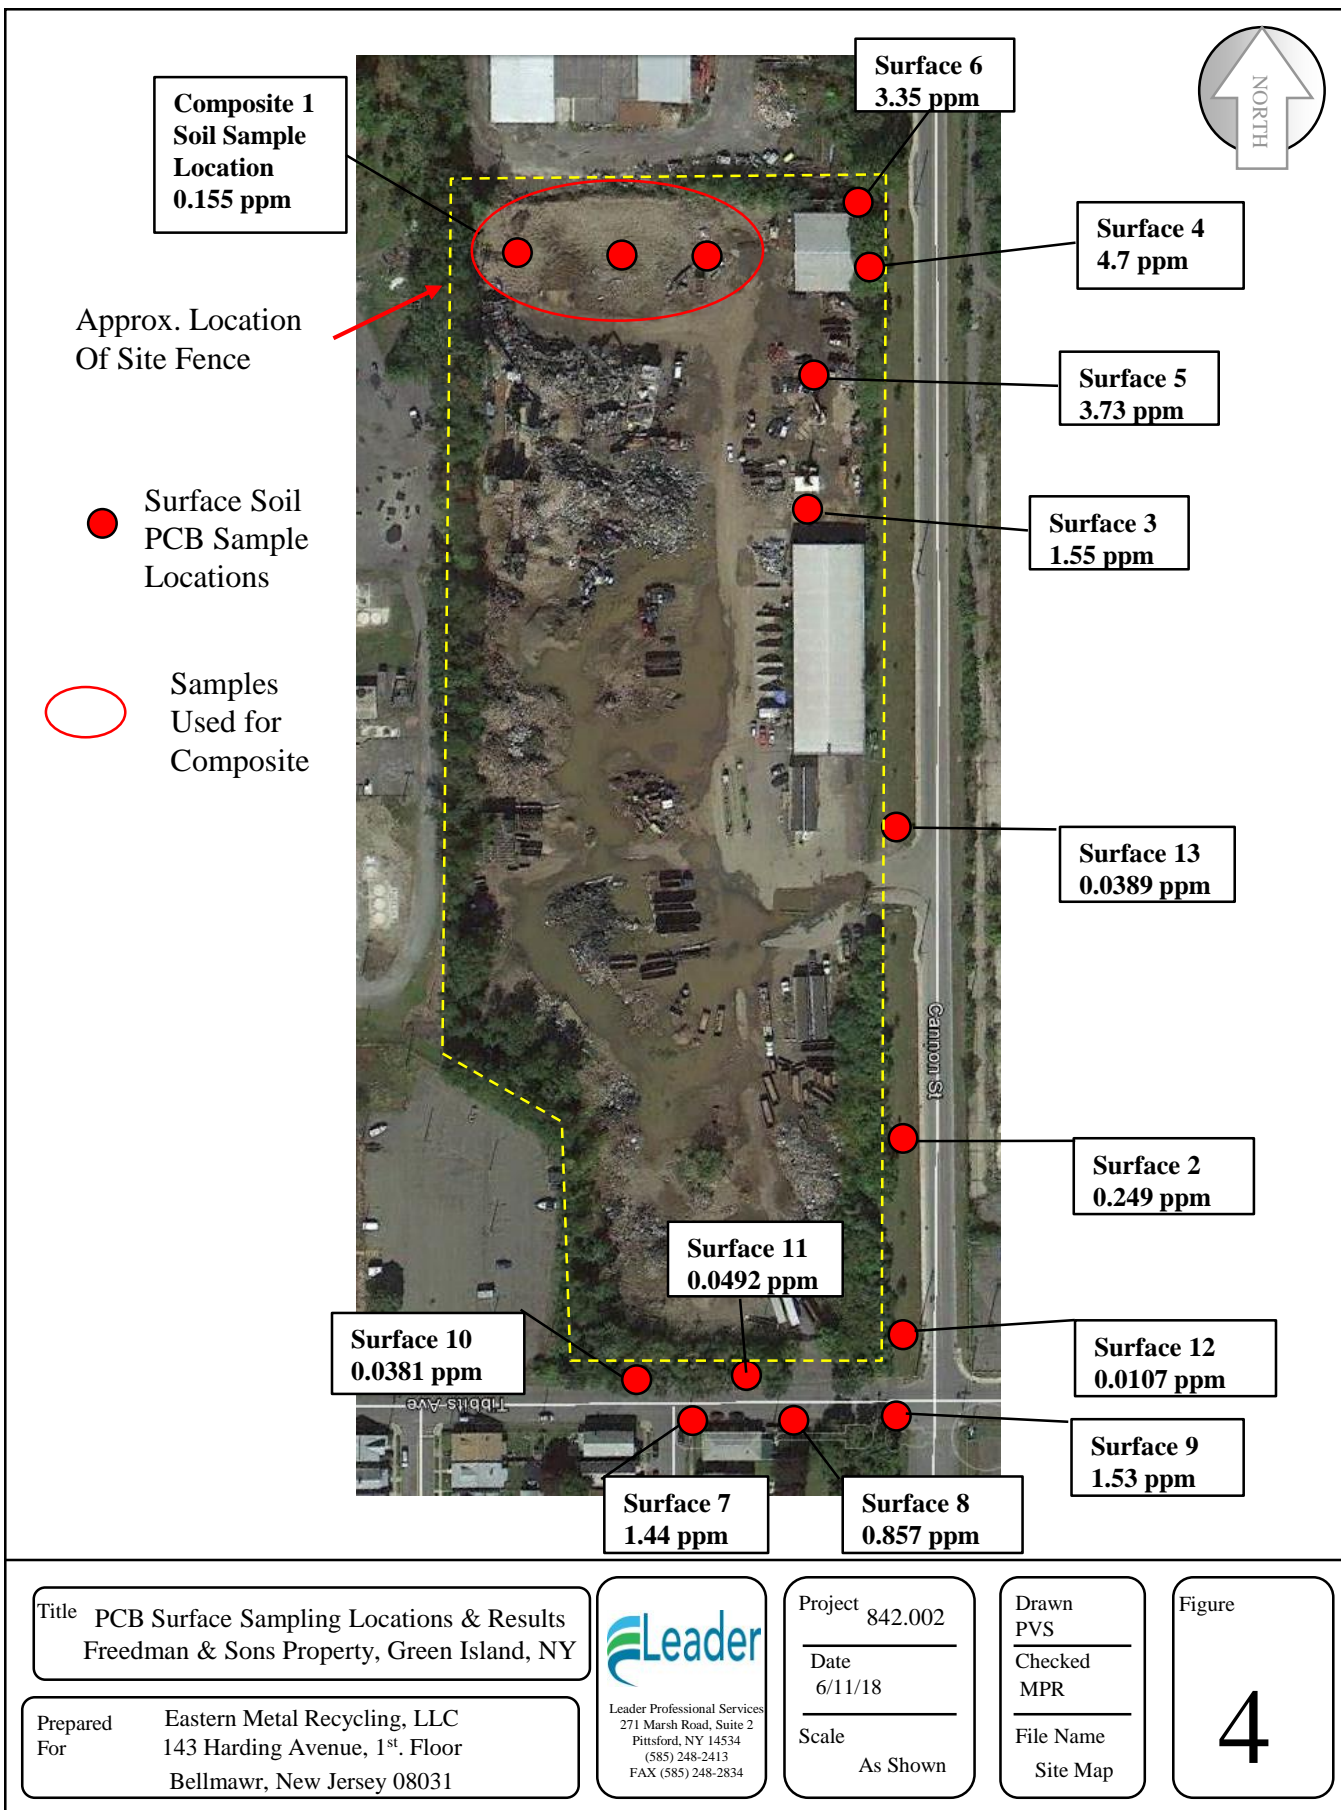 Composite 1
Soil Sample
Location
0.155 ppm
Surface 6
3.35 ppm
NORTH
Surface 4
4.7 ppm
Approx. Location
Of Site Fence
Surface 5
3.73 ppm
Surface Soil
PCB Sample
Locations
Surface 3
1.55 ppm
Samples
Used for
Composite
Surface 13
0.0389 ppm
Cannon St
Surface 2
0.249 ppm
Surface 11
0.0492 ppm
Surface 10
0.0381 ppm
Surface 12
0.0107 ppm
Tibbits Ave
Surface 9
1.53 ppm
Surface 7
1.44 ppm
Surface 8
0.857 ppm
Title PCB Surface Sampling Locations & Results
Freedman & Sons Property, Green Island, NY
Prepared
For
Eastern Metal Recycling, LLC
143 Harding Avenue, 1st. Floor
Bellmawr, New Jersey 08031
Leader
Leader Professional Services
271 Marsh Road, Suite 2
Pittsford, NY 14534
(585) 248-2413
FAX (585) 248-2834
Project 842.002
Date
6/11/18
Scale
As Shown
Drawn
PVS
Checked
MPR
File Name
Site Map
Figure
4